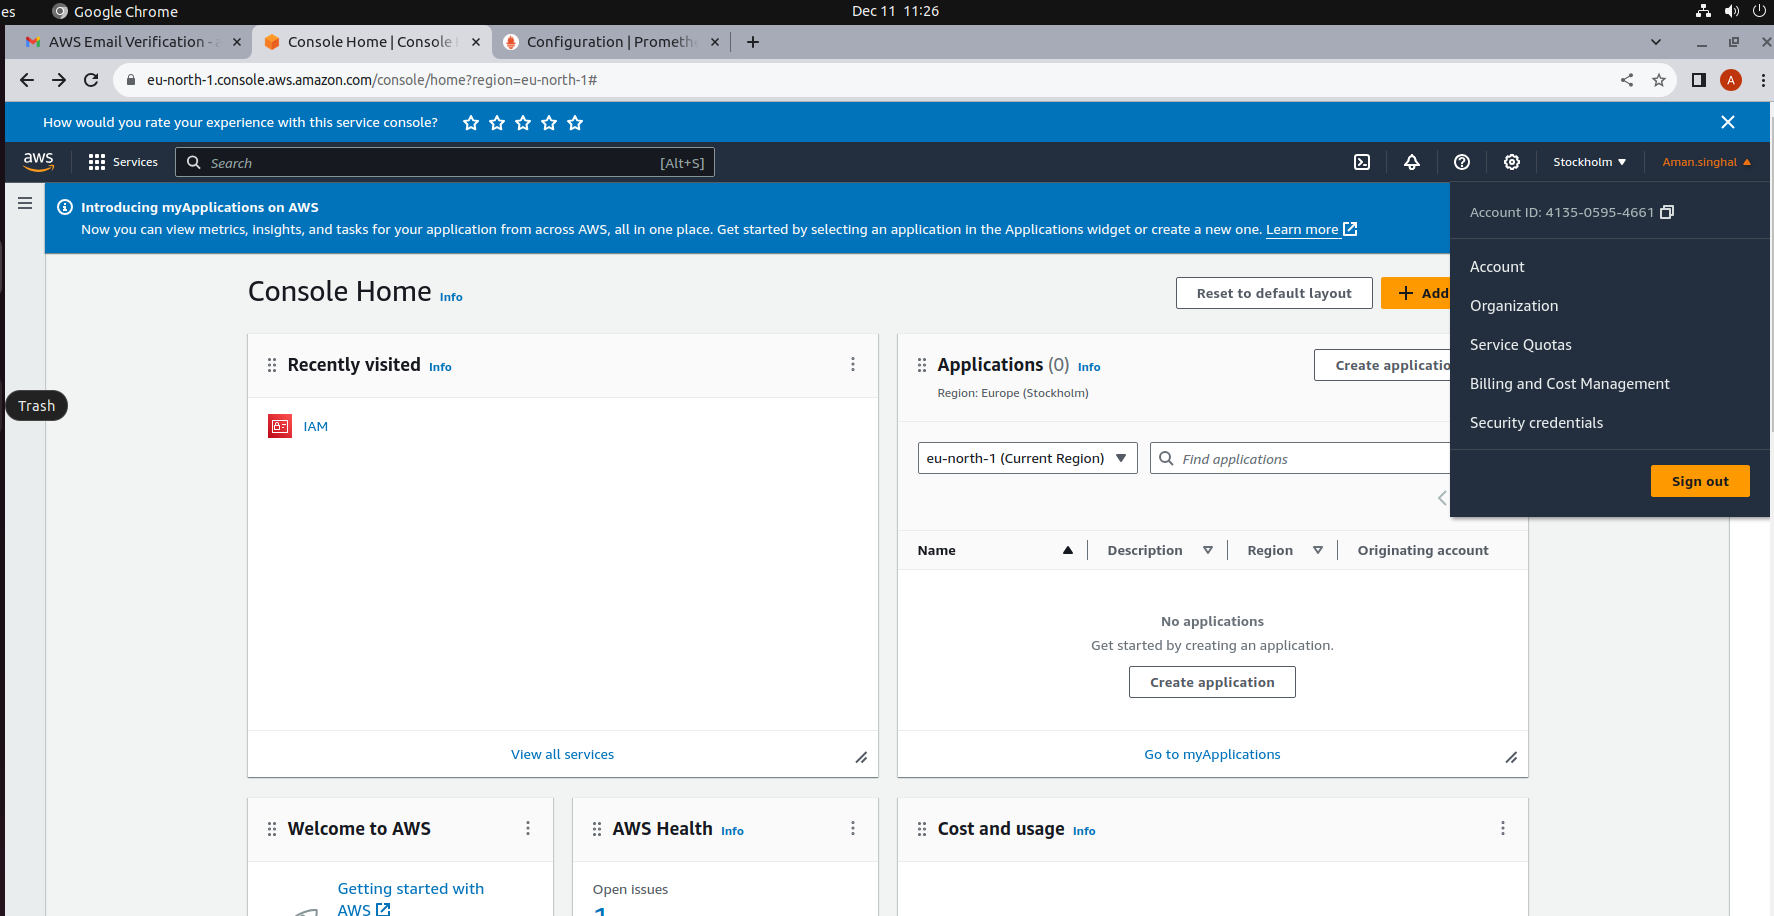 es
Google Chrome
Dec 11 11:26
AWS Email Verification -
Console Home | Console
Configuration | Prometh
eu-north-1.console.aws.amazon.com/console/home?region=eu-north-1#
A
How would you rate your experience with this service console?
aws
Services
Search
[Alt+S]
Stockholm
Aman.singhal
Introducing myApplications on AWS
Now you can view metrics, insights, and tasks for your application from across AWS, all in one place. Get started by selecting an application in the Applications widget or create a new one. Learn more
Account ID: 4135-0595-4661
Account
Organization
Service Quotas
Billing and Cost Management
Security credentials
Sign out
Console Home Info
Reset to default layout
+ Add
Recently visited Info
IAM
View all services
Trash
Applications (0) Info
Region: Europe (Stockholm)
Create applicatio
eu-north-1 (Current Region)
Find applications
Name
Description
Region
Originating account
No applications
Get started by creating an application.
Create application
Go to myApplications
Welcome to AWS
Getting started with
AWS
AWS Health Info
Open issues
1
Cost and usage Info